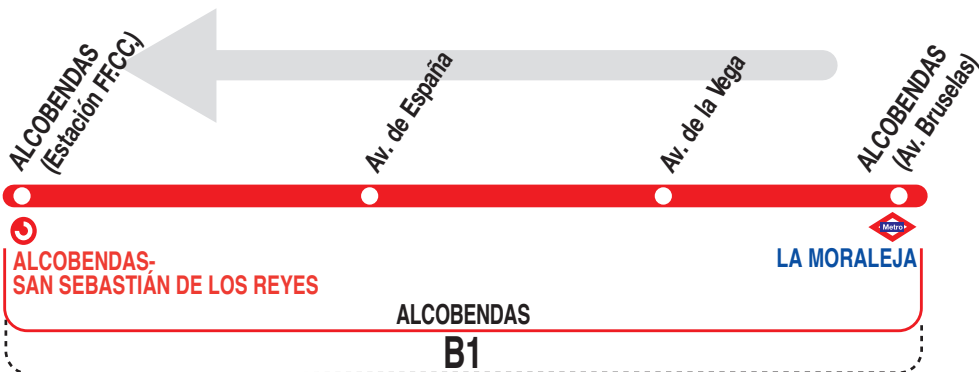 ALCOBENDAS
(Estación FF.CC.)
Av. de España
Av. de la Vega
ALCOBENDAS
(Av. Bruselas)
Metro
ALCOBENDAS-
SAN SEBASTIÁN DE LOS REYES
LA MORALEJA
ALCOBENDAS
B1